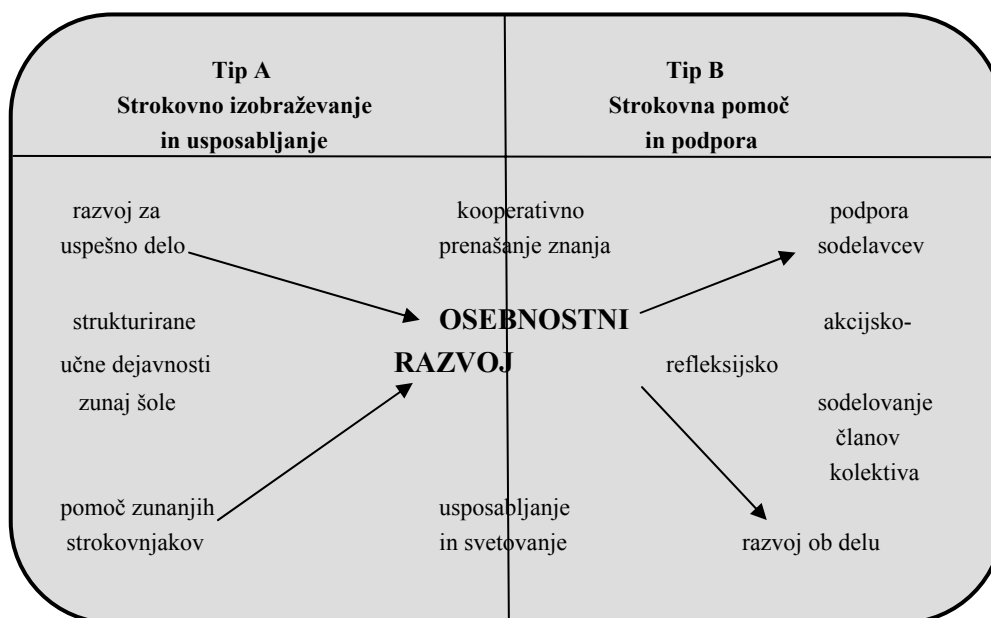 Tip A
Strokovno izobraževanje
in usposabljanje
Tip B
Strokovna pomoč
in podpora
razvoj za
uspešno delo
kooperativno
prenašanje znanja
podpora
sodelavcev
strukturirane
učne dejavnosti
zunaj šole
OSEBNOSTNI
RAZVOJ
akcijsko-
refleksijsko
sodelovanje
članov
kolektiva
pomoč zunanjih
strokovnjakov
usposabljanje
in svetovanje
razvoj ob delu